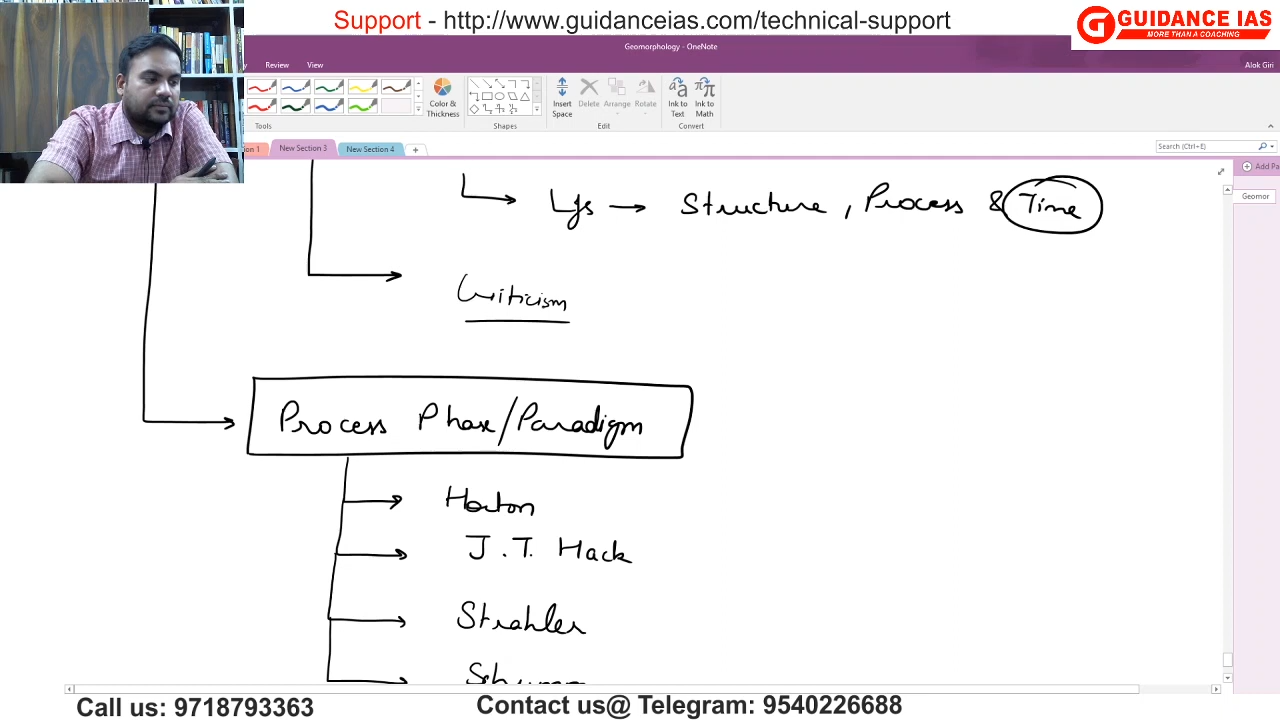 Support - http://www.guidanceias.com/technical-support
GUIDANCE IAS
MORE THAN A COACHING
Geomorphology - OneNote
Review View
Alok Giri
Color & Thickness
Insert Space
Delete
Arrange
Rotate
Ink to Text
Ink to Math
Tools
Shapes
Edit
Convert
New Section 3
New Section 4
Search (Ctrl+E)
Add Pa
Geomor
Lfs → Structure, Process & Time
Criticism
Process Phase/Paradigm
Horton
J.T. Hack
Strahler
Schumm
Call us: 9718793363
Contact us@ Telegram: 9540226688